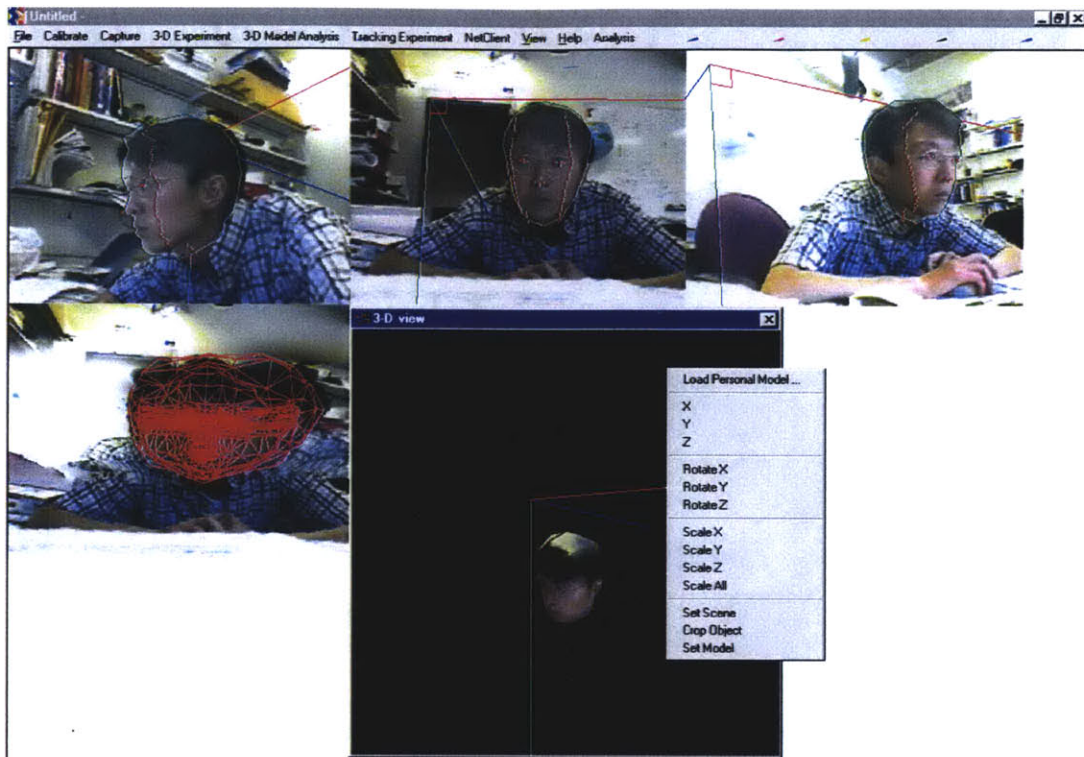 Untitled -
File Calibrate Capture 3-D Experiment 3-D Model Analysis Tracking Experiment NetClient View Help Analysis
3-D view
Load Personal Model ...
X
Y
Z
Rotate X
Rotate Y
Rotate Z
Scale X
Scale Y
Scale Z
Scale All
Set Scene
Crop Object
Set Model